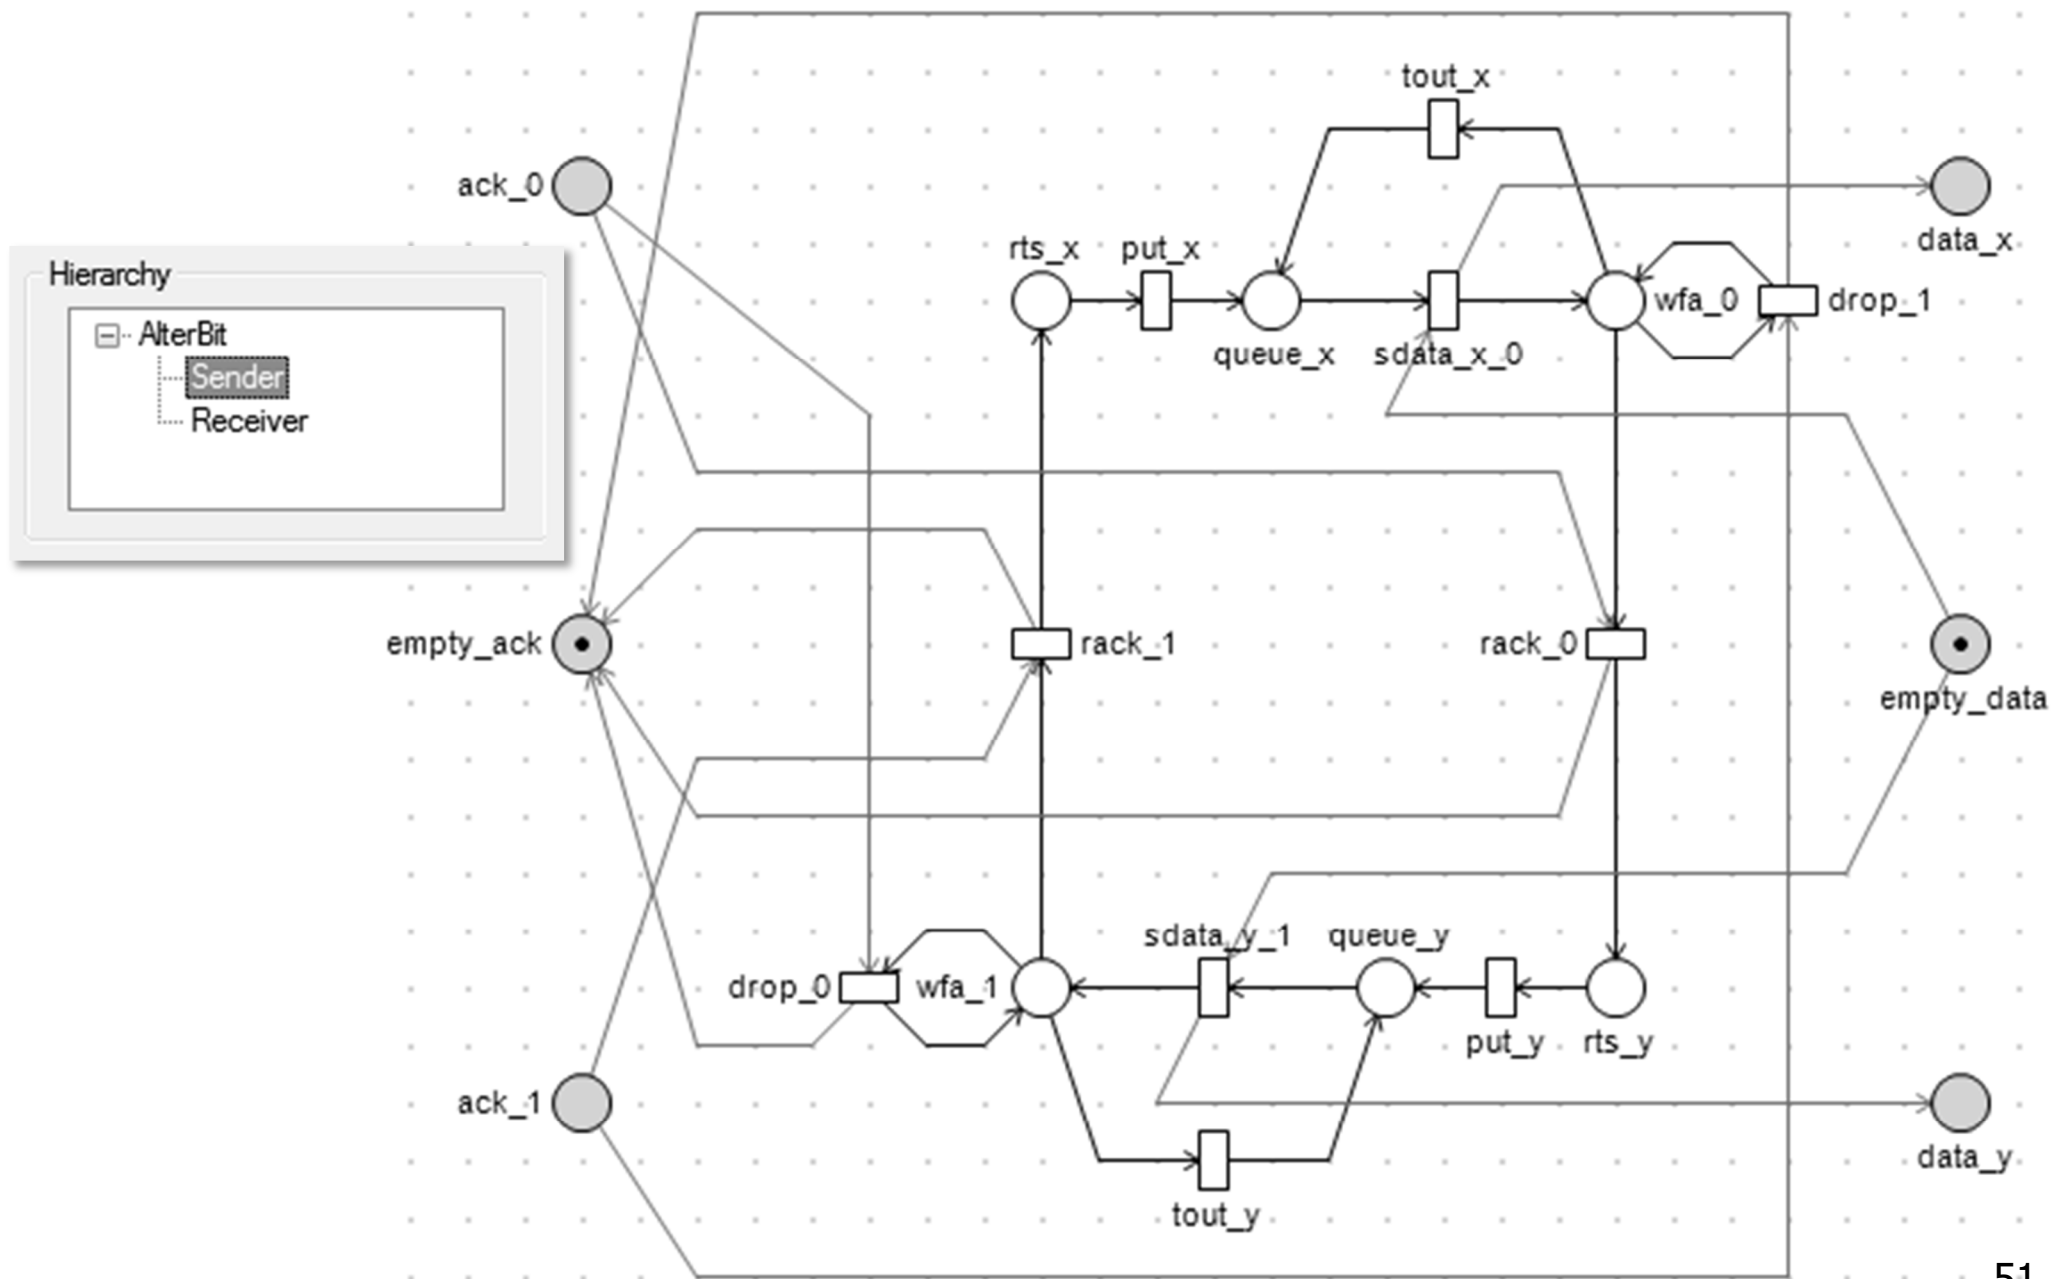 tout_x
ack_0
data_x
rts_x
put_x
Hierarchy
wfa_0
drop_1
AlterBit
queue_x
sdata_x_0
Sender
Receiver
empty_ack
rack_1
rack_0
empty_data
sdata_y_1
queue_y
drop_0
wfa_1
put_y
rts_y
ack_1
data_y
tout_y
51